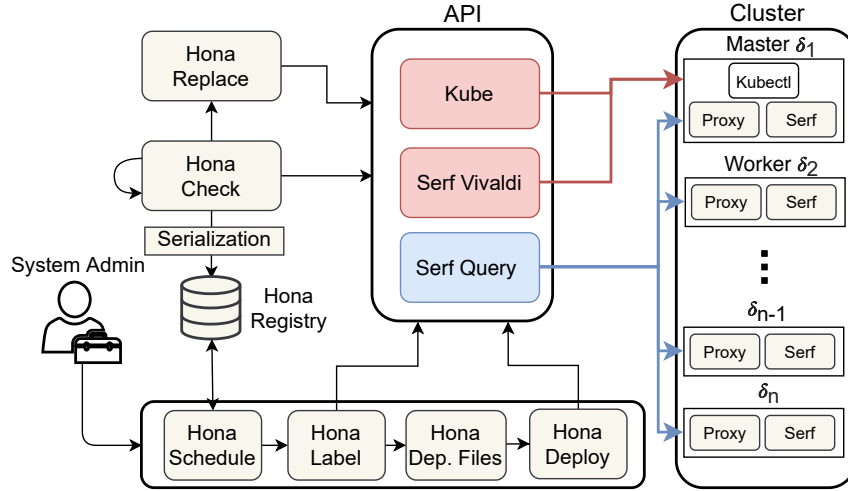 API
Cluster
Hona
Replace
Kube
Master δ1
Kubectl
Proxy
Serf
Hona
Check
Serf Vivaldi
Worker δ2
Proxy
Serf
Serialization
Serf Query
System Admin
Hona
Registry
⋮
δn-1
Proxy
Serf
δn
Proxy
Serf
Hona
Schedule
Hona
Label
Hona
Dep. Files
Hona
Deploy